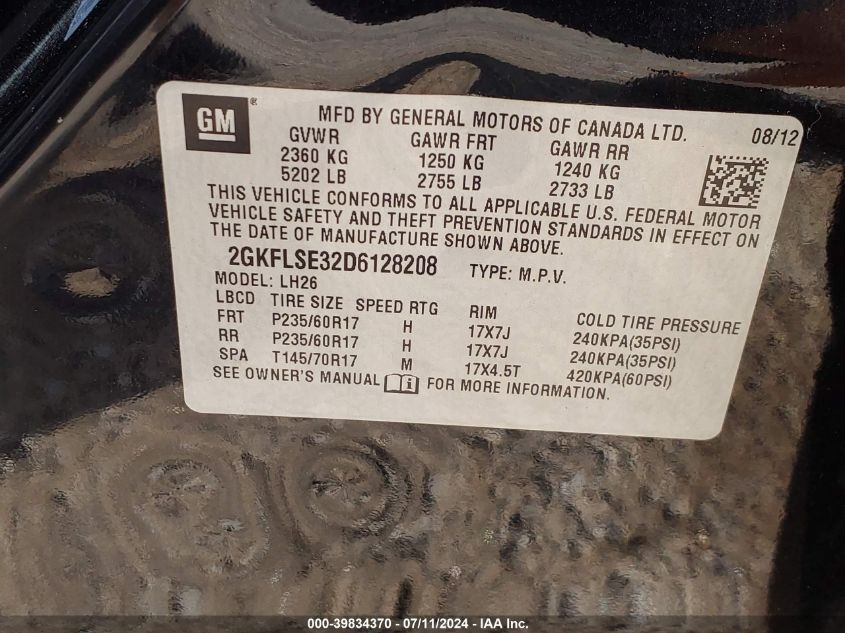 GM®
MFD BY GENERAL MOTORS OF CANADA LTD. 08/12
GVWR GAWR FRT GAWR RR
2360 KG 1250 KG 1240 KG
5202 LB 2755 LB 2733 LB
THIS VEHICLE CONFORMS TO ALL APPLICABLE U.S. FEDERAL MOTOR
VEHICLE SAFETY AND THEFT PREVENTION STANDARDS IN EFFECT ON
THE DATE OF MANUFACTURE SHOWN ABOVE.
2GKFLSE32D6128208 TYPE: M.P.V.
MODEL: LH26
LBCD TIRE SIZE SPEED RTG RIM COLD TIRE PRESSURE
FRT P235/60R17 H 17X7J 240KPA(35PSI)
RR P235/60R17 H 17X7J 240KPA(35PSI)
SPA T145/70R17 M 17X4.5T 420KPA(60PSI)
SEE OWNER'S MANUAL FOR MORE INFORMATION.
000-39834370 - 07/11/2024 - IAA Inc.